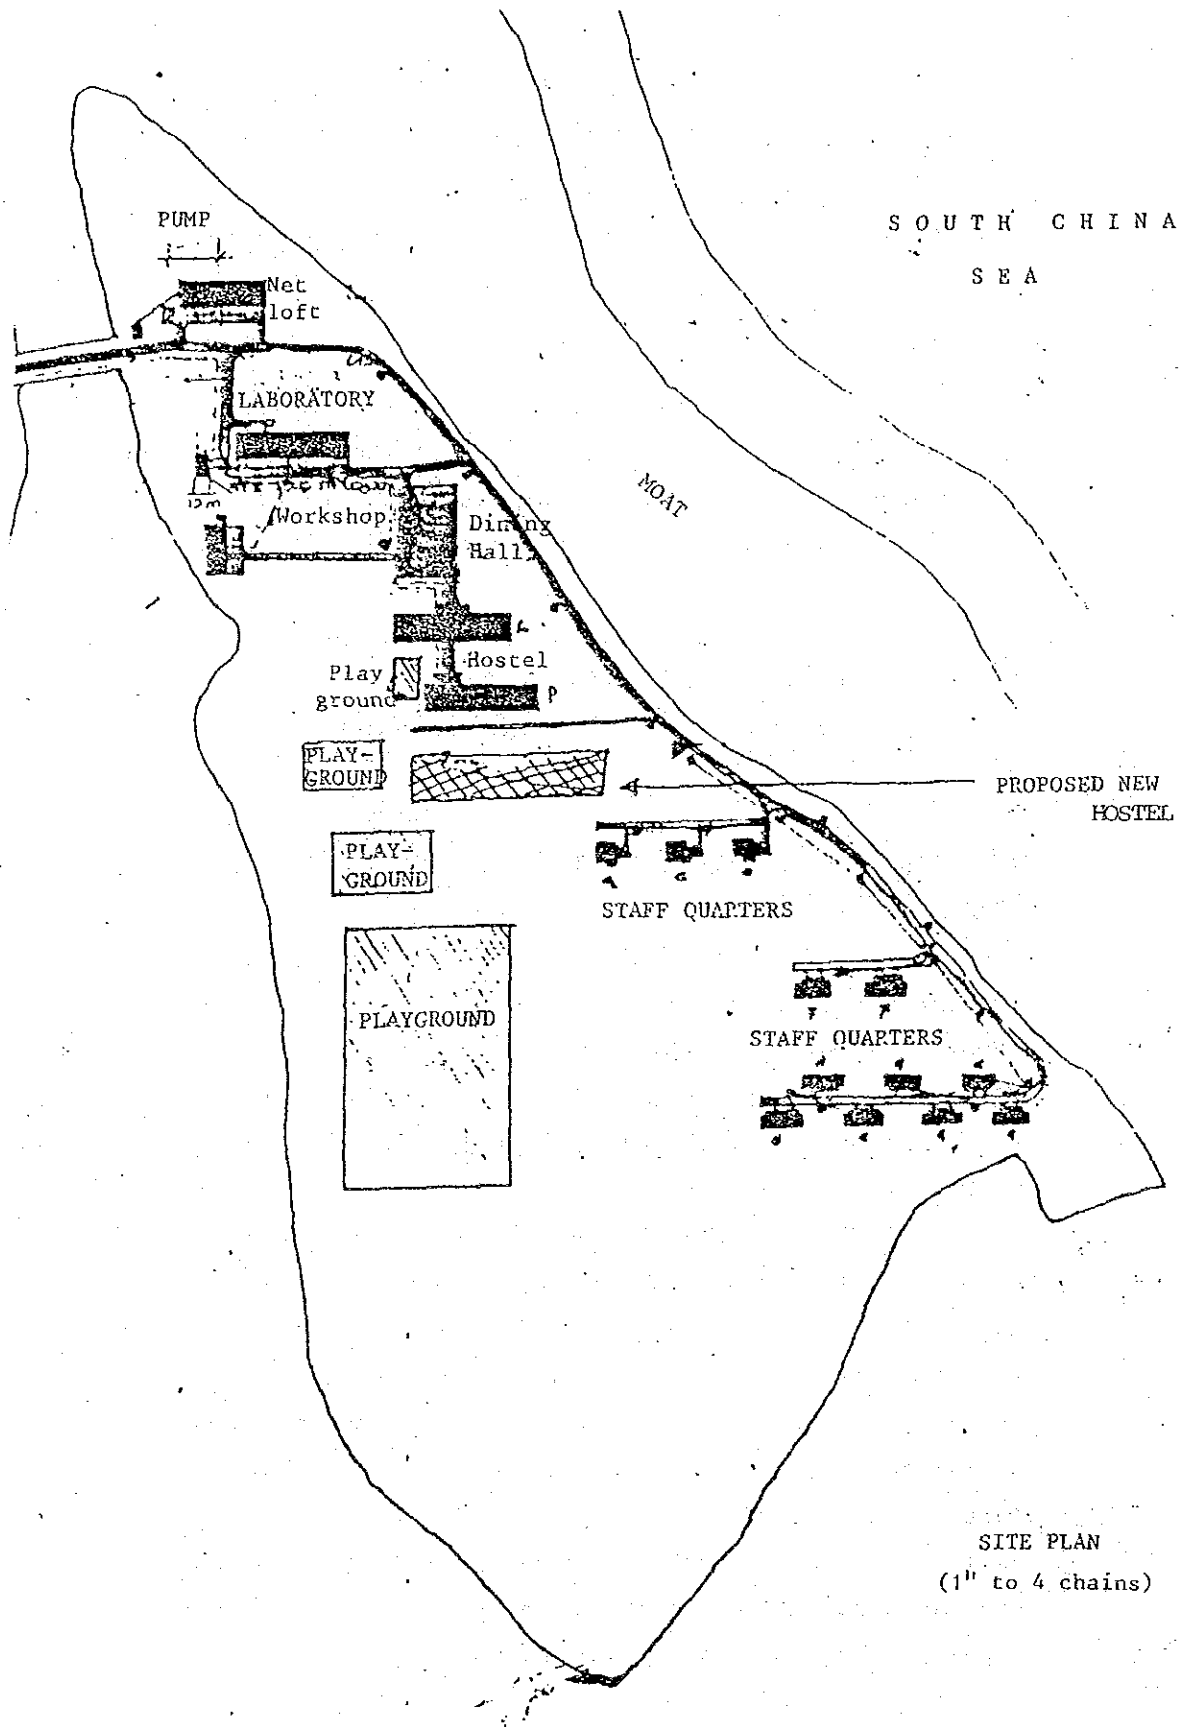 SOUTH CHINA
SEA
PUMP
Net
loft
LABORATORY
MOAT
Workshop
Dining
Hall
Hostel
Play
ground
PLAY-
GROUND
PROPOSED NEW
HOSTEL
PLAY-
GROUND
STAFF QUARTERS
PLAYGROUND
STAFF QUARTERS
SITE PLAN
(1" to 4 chains)